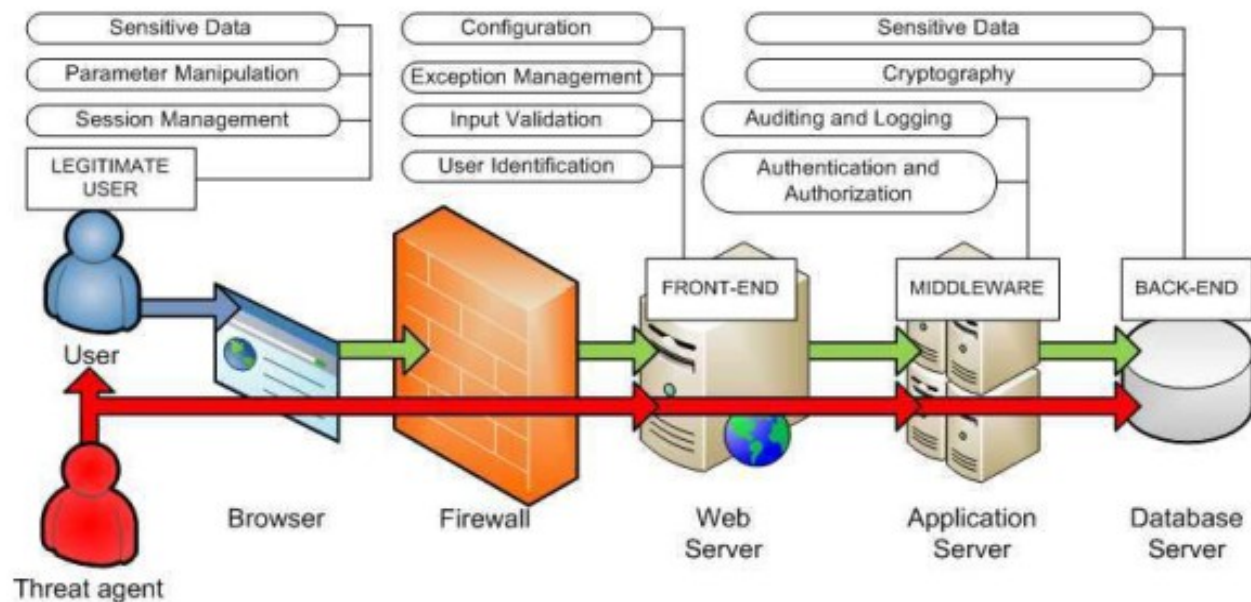 Sensitive Data
Parameter Manipulation
Session Management
LEGITIMATE
USER
Configuration
Exception Management
Input Validation
User Identification
Sensitive Data
Cryptography
Auditing and Logging
Authentication and
Authorization
FRONT-END
MIDDLEWARE
BACK-END
User
Browser
Firewall
Web
Server
Application
Server
Database
Server
Threat agent